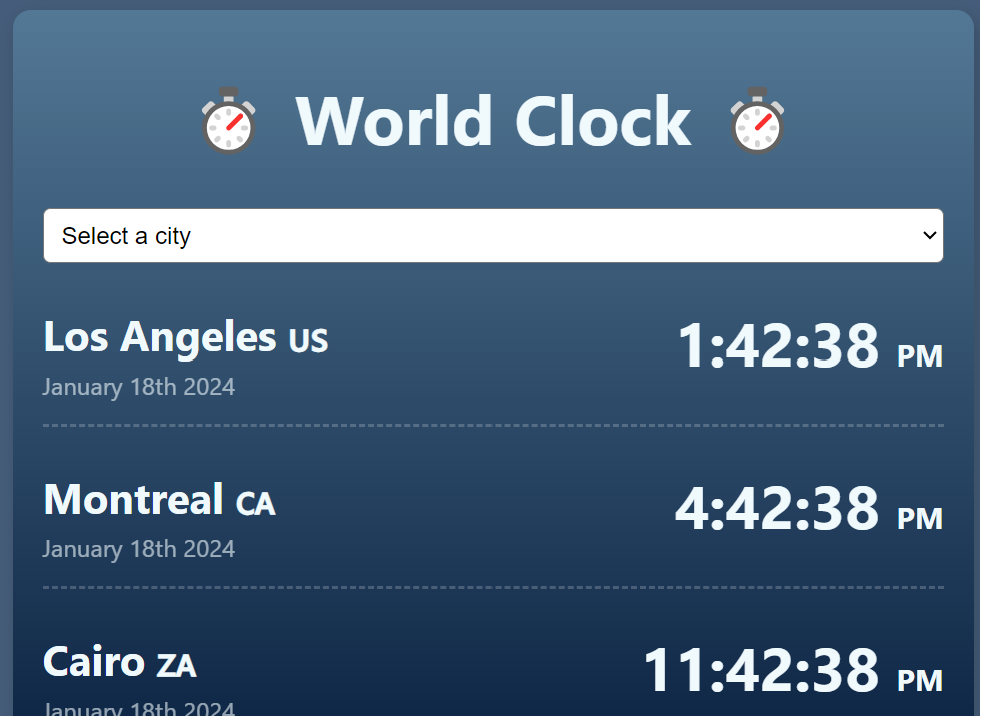 World Clock
Select a city
Los Angeles US
1:42:38 PM
January 18th 2024
Montreal CA
4:42:38 PM
January 18th 2024
Cairo ZA
11:42:38 PM
January 18th 2024